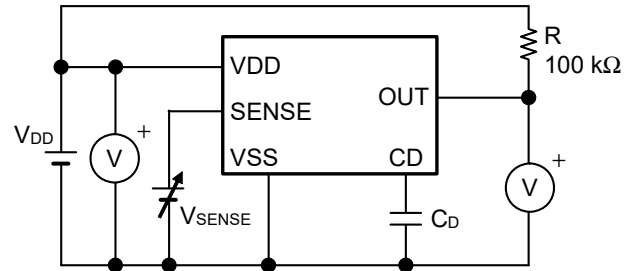 R
100 kΩ
VDD
SENSE
OUT
VSS
CD
VDD
V
+
VSENSE
CD
V
+